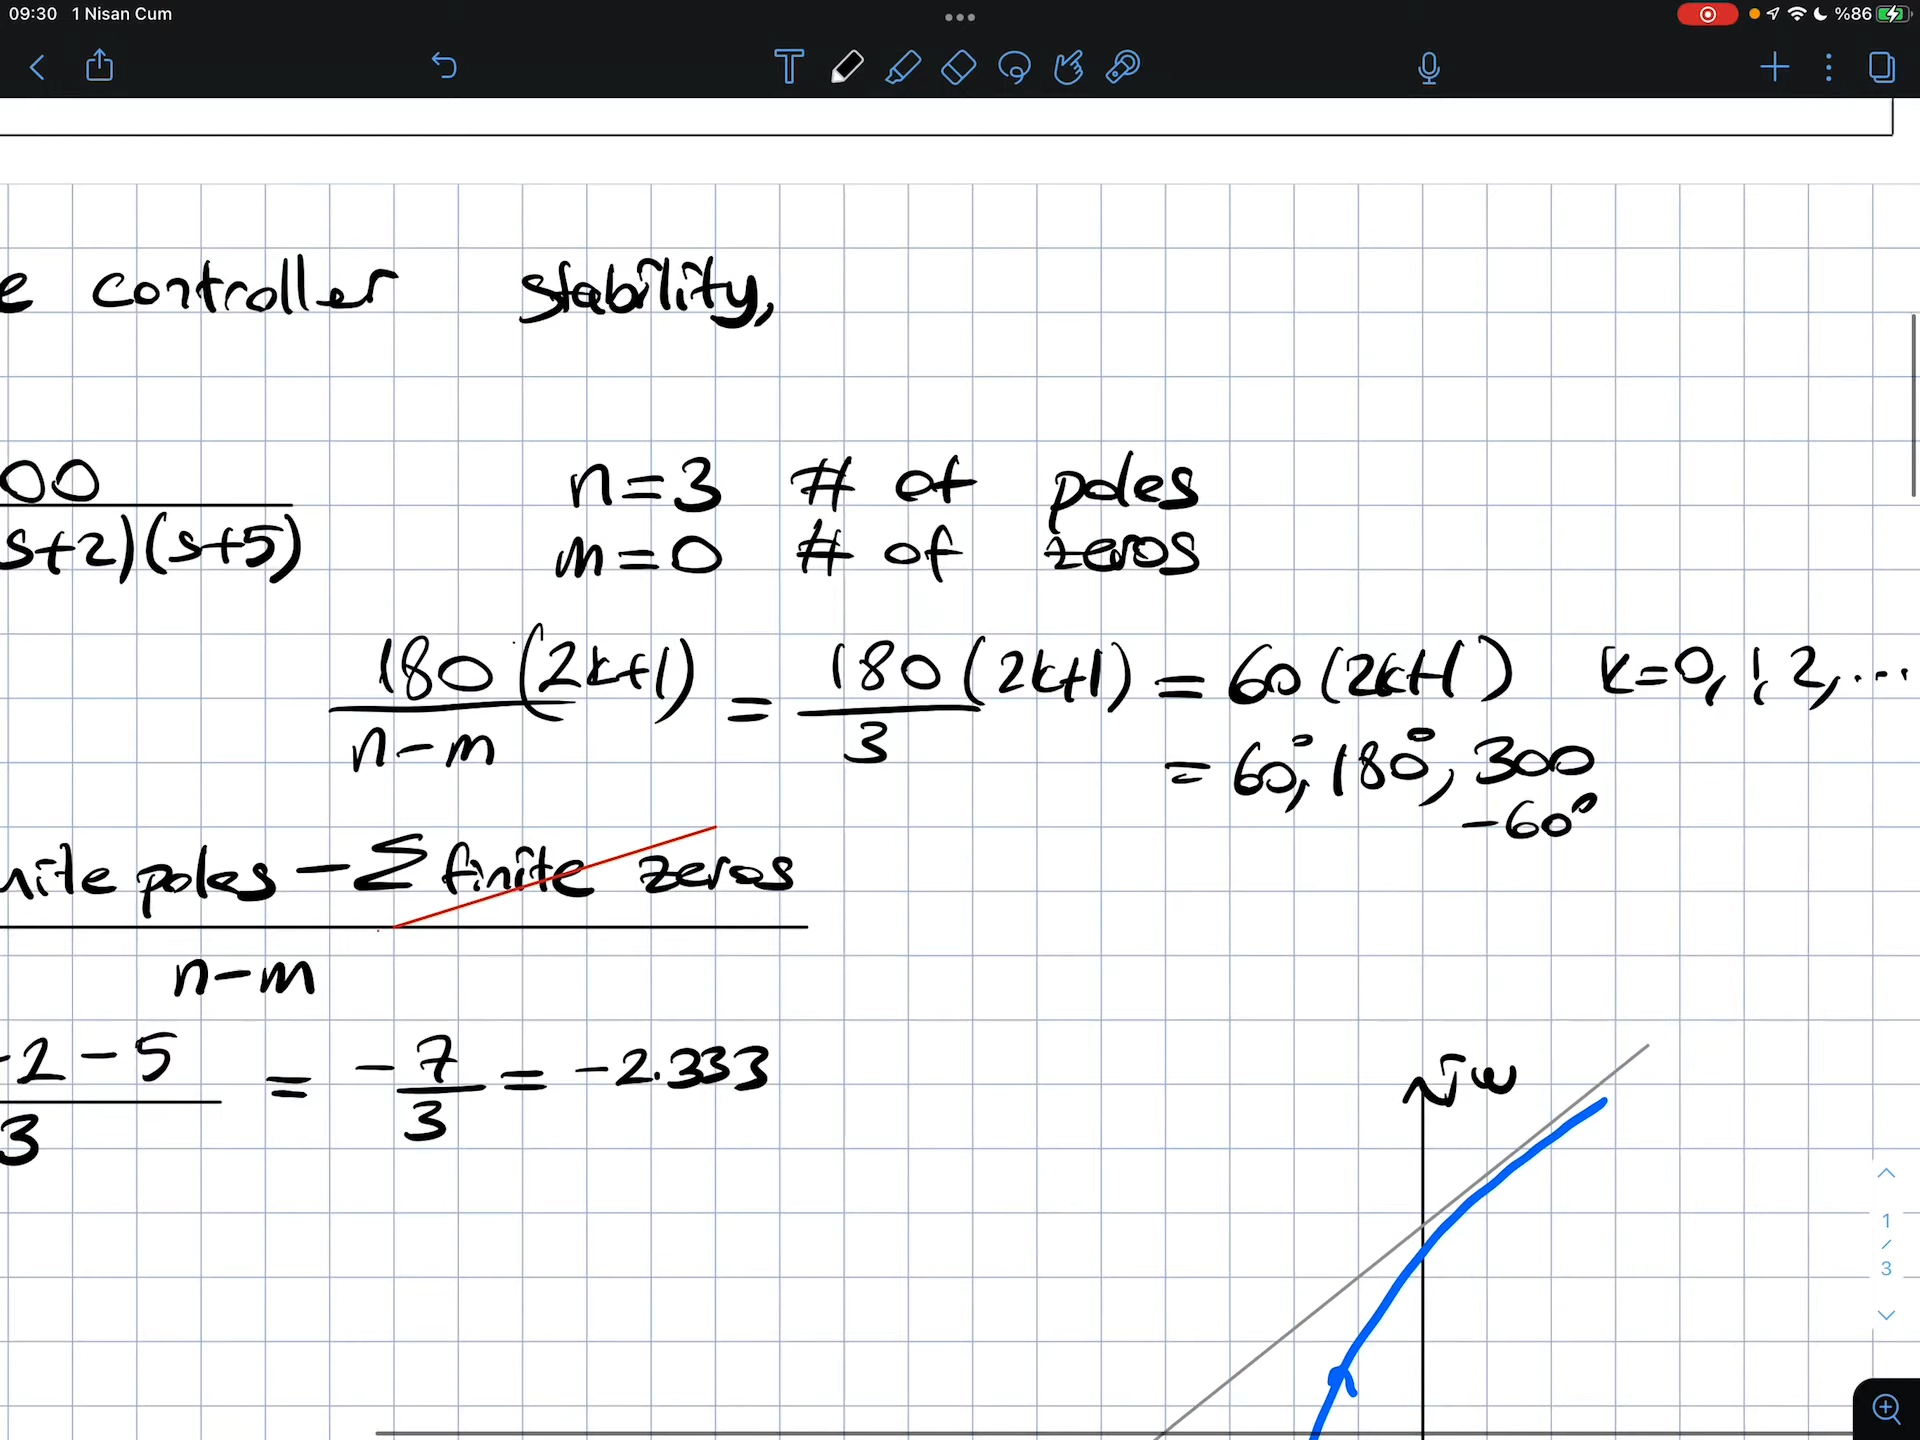 09:30 1 Nisan Cum %86
e controller stability,
00 n=3 # of poles
s+2)(s+5) m=0 # of zeros
180(2k+1) / n-m = 180(2k+1) / 3 = 60(2k+1) k=0,1,2,...
= 60°, 180°, 300
-60°
nite poles - Σ finite zeros
n-m
-2-5 / 3 = -7/3 = -2.333
jω
1
/
3